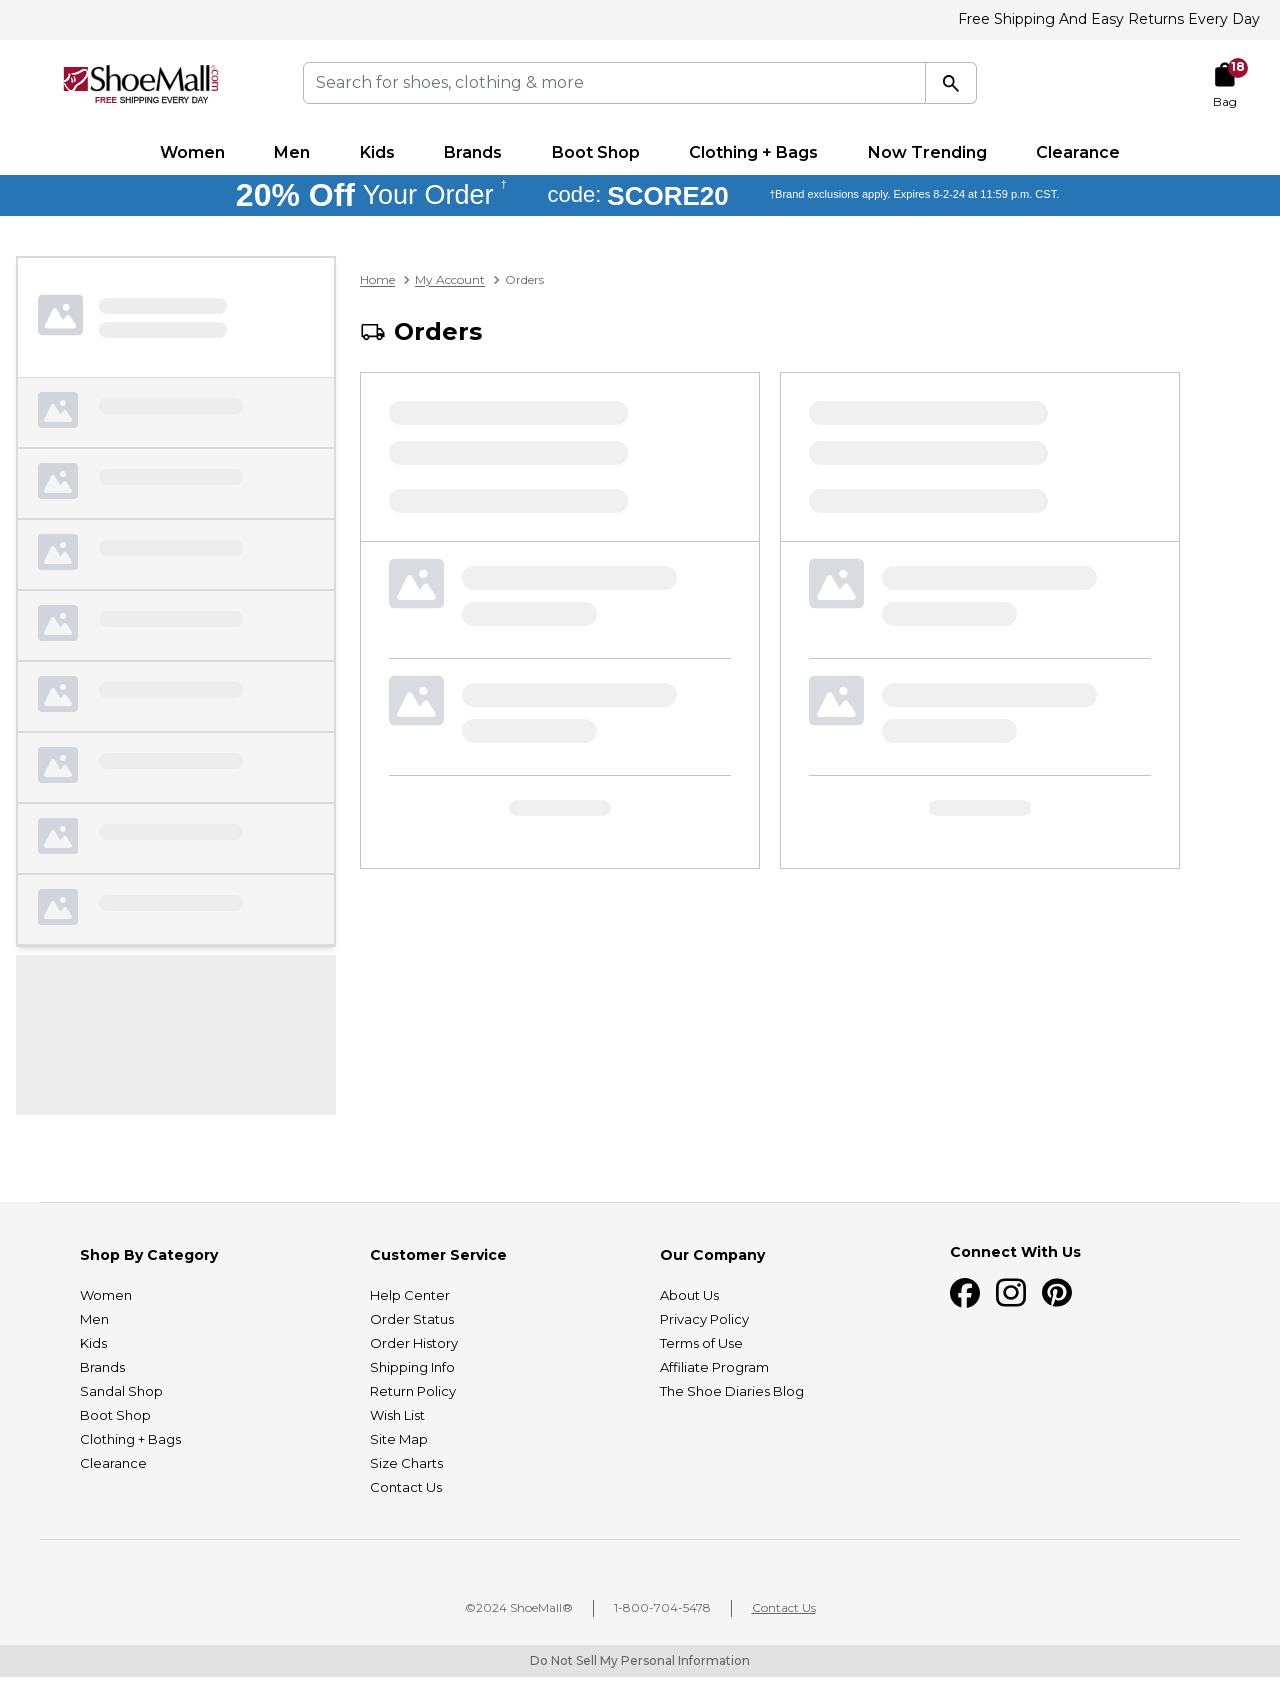 Free Shipping And Easy Returns Every Day
ShoeMall®.com
FREE SHIPPING EVERY DAY
Search for shoes, clothing & more
18
Bag
Women Men Kids Brands Boot Shop Clothing + Bags Now Trending Clearance
20% Off Your Order † code: SCORE20 †Brand exclusions apply. Expires 8-2-24 at 11:59 p.m. CST.
Home My Account Orders
Orders
Shop By Category
Women
Men
Kids
Brands
Sandal Shop
Boot Shop
Clothing + Bags
Clearance
Customer Service
Help Center
Order Status
Order History
Shipping Info
Return Policy
Wish List
Site Map
Size Charts
Contact Us
Our Company
About Us
Privacy Policy
Terms of Use
Affiliate Program
The Shoe Diaries Blog
Connect With Us
©2024 ShoeMall® 1-800-704-5478 Contact Us
Do Not Sell My Personal Information